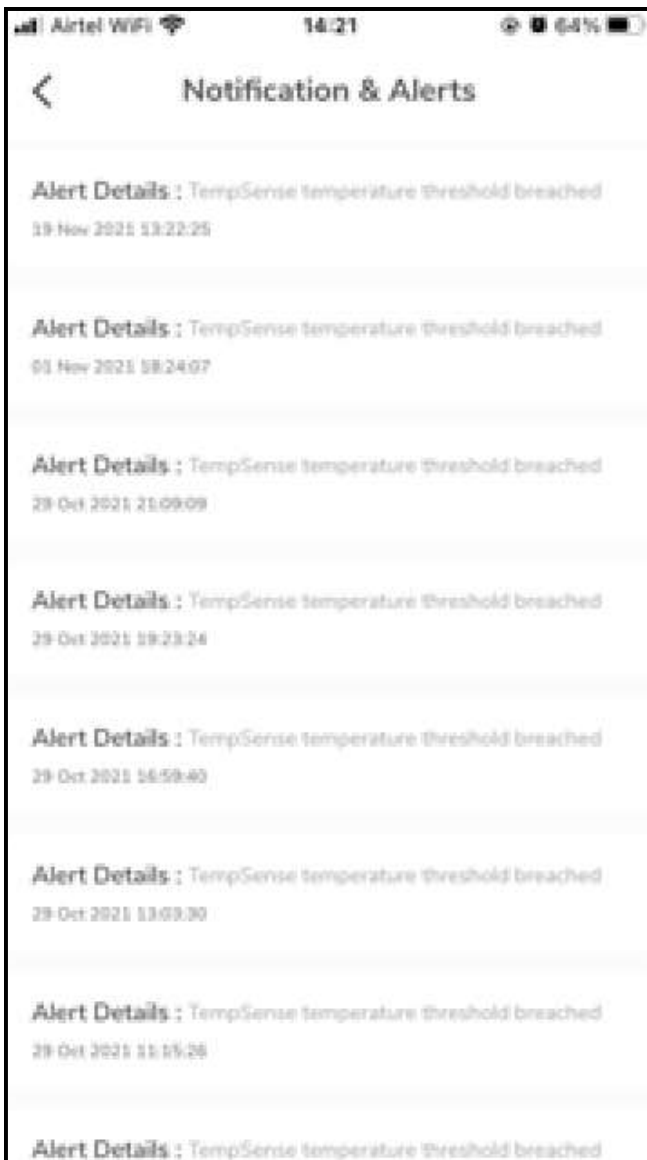 Airtel WiFi 14:21 64%
Notification & Alerts
Alert Details : TempSense temperature threshold breached
19 Nov 2021 13:22:25
Alert Details : TempSense temperature threshold breached
01 Nov 2021 18:24:07
Alert Details : TempSense temperature threshold breached
29 Oct 2021 21:09:09
Alert Details : TempSense temperature threshold breached
29 Oct 2021 19:23:24
Alert Details : TempSense temperature threshold breached
29 Oct 2021 16:59:40
Alert Details : TempSense temperature threshold breached
29 Oct 2021 13:03:30
Alert Details : TempSense temperature threshold breached
29 Oct 2021 11:15:26
Alert Details : TempSense temperature threshold breached